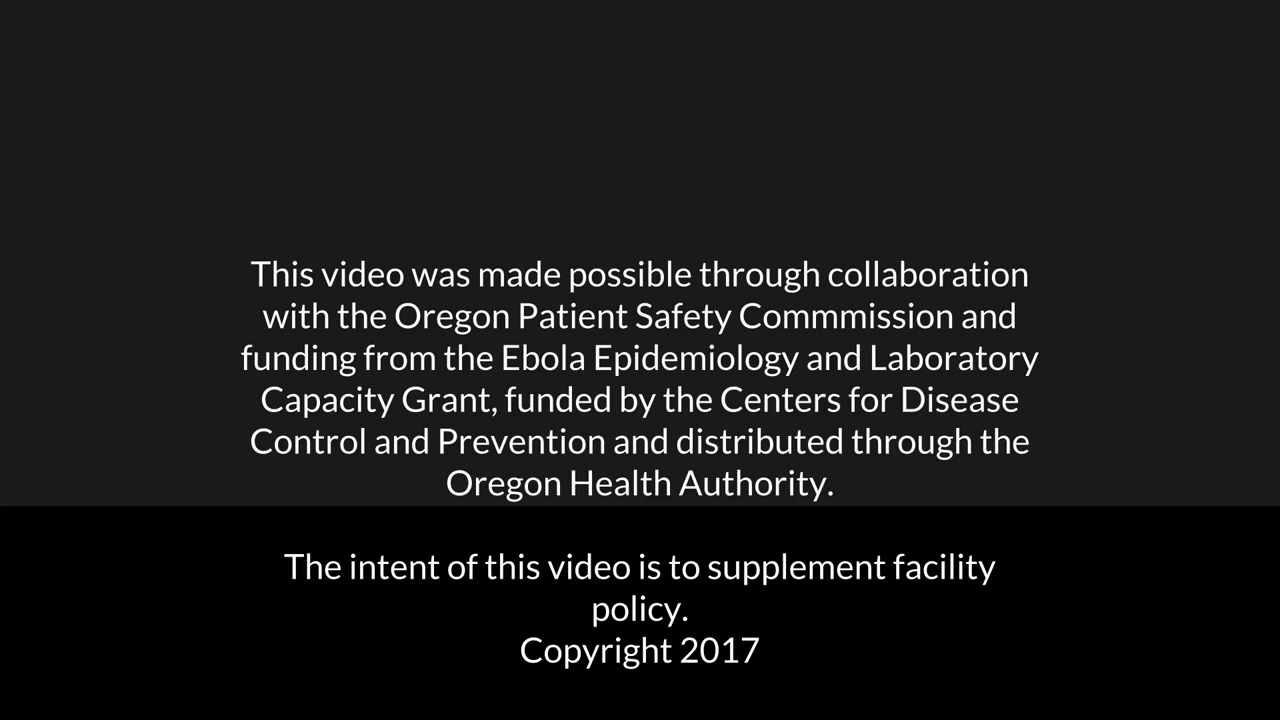 This video was made possible through collaboration
with the Oregon Patient Safety Commmission and
funding from the Ebola Epidemiology and Laboratory
Capacity Grant, funded by the Centers for Disease
Control and Prevention and distributed through the
Oregon Health Authority.
The intent of this video is to supplement facility
policy.
Copyright 2017